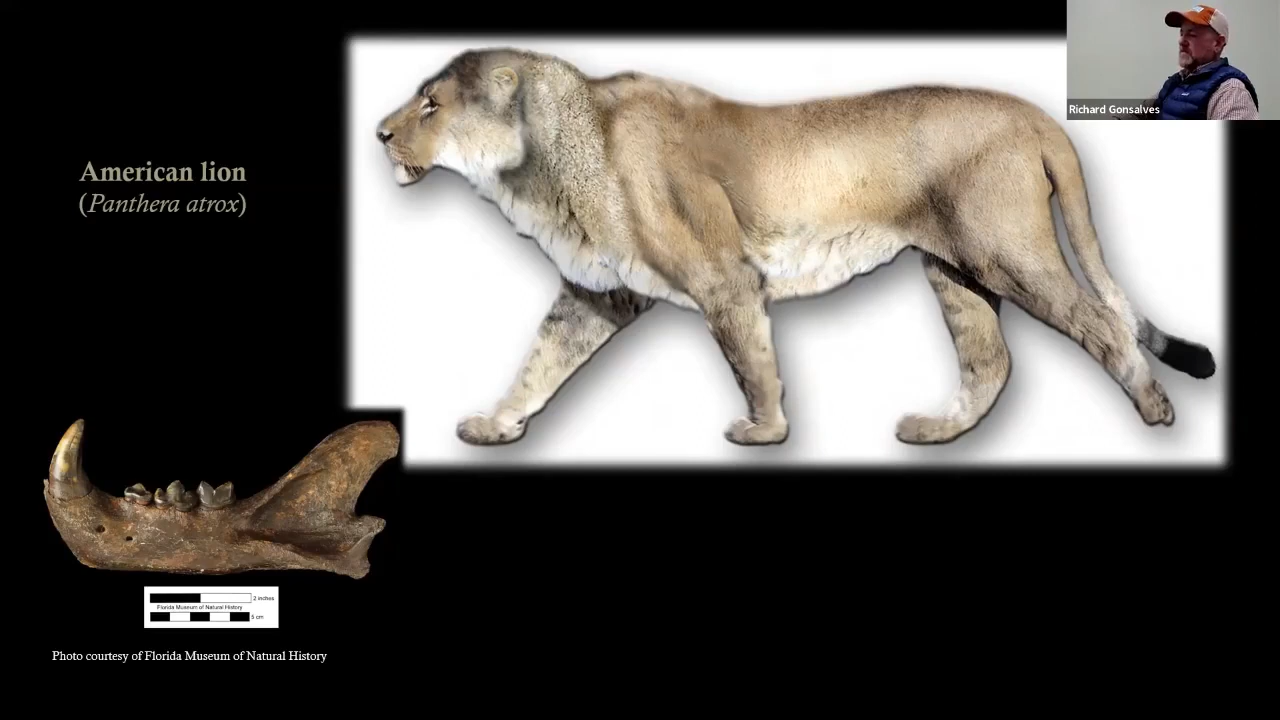 Richard Gonsalves
American lion
(Panthera atrox)
2 inches
Florida Museum of Natural History
5 cm
Photo courtesy of Florida Museum of Natural History